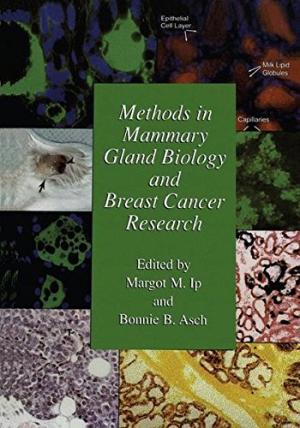 Epithelial
Cell Layer
Milk Lipid
Globules
Capillaries
Methods in
Mammary
Gland Biology
and
Breast Cancer
Research
Edited by
Margot M. Ip
and
Bonnie B. Asch